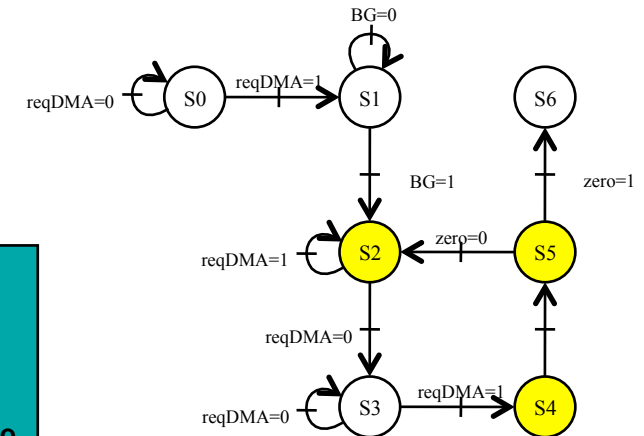 BG=0
reqDMA=0
S0
reqDMA=1
S1
S6
BG=1
zero=1
reqDMA=1
S2
zero=0
S5
reqDMA=0
reqDMA=0
S3
reqDMA=1
S4